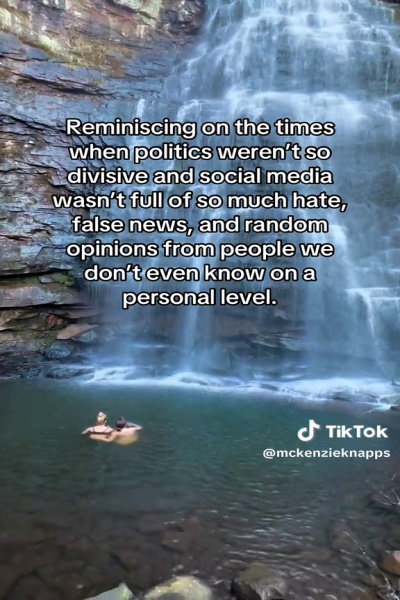 Reminiscing on the times
when politics weren't so
divisive and social media
wasn't full of so much hate,
false news, and random
opinions from people we
don't even know on a
personal level.
TikTok
@mckenzieknapps